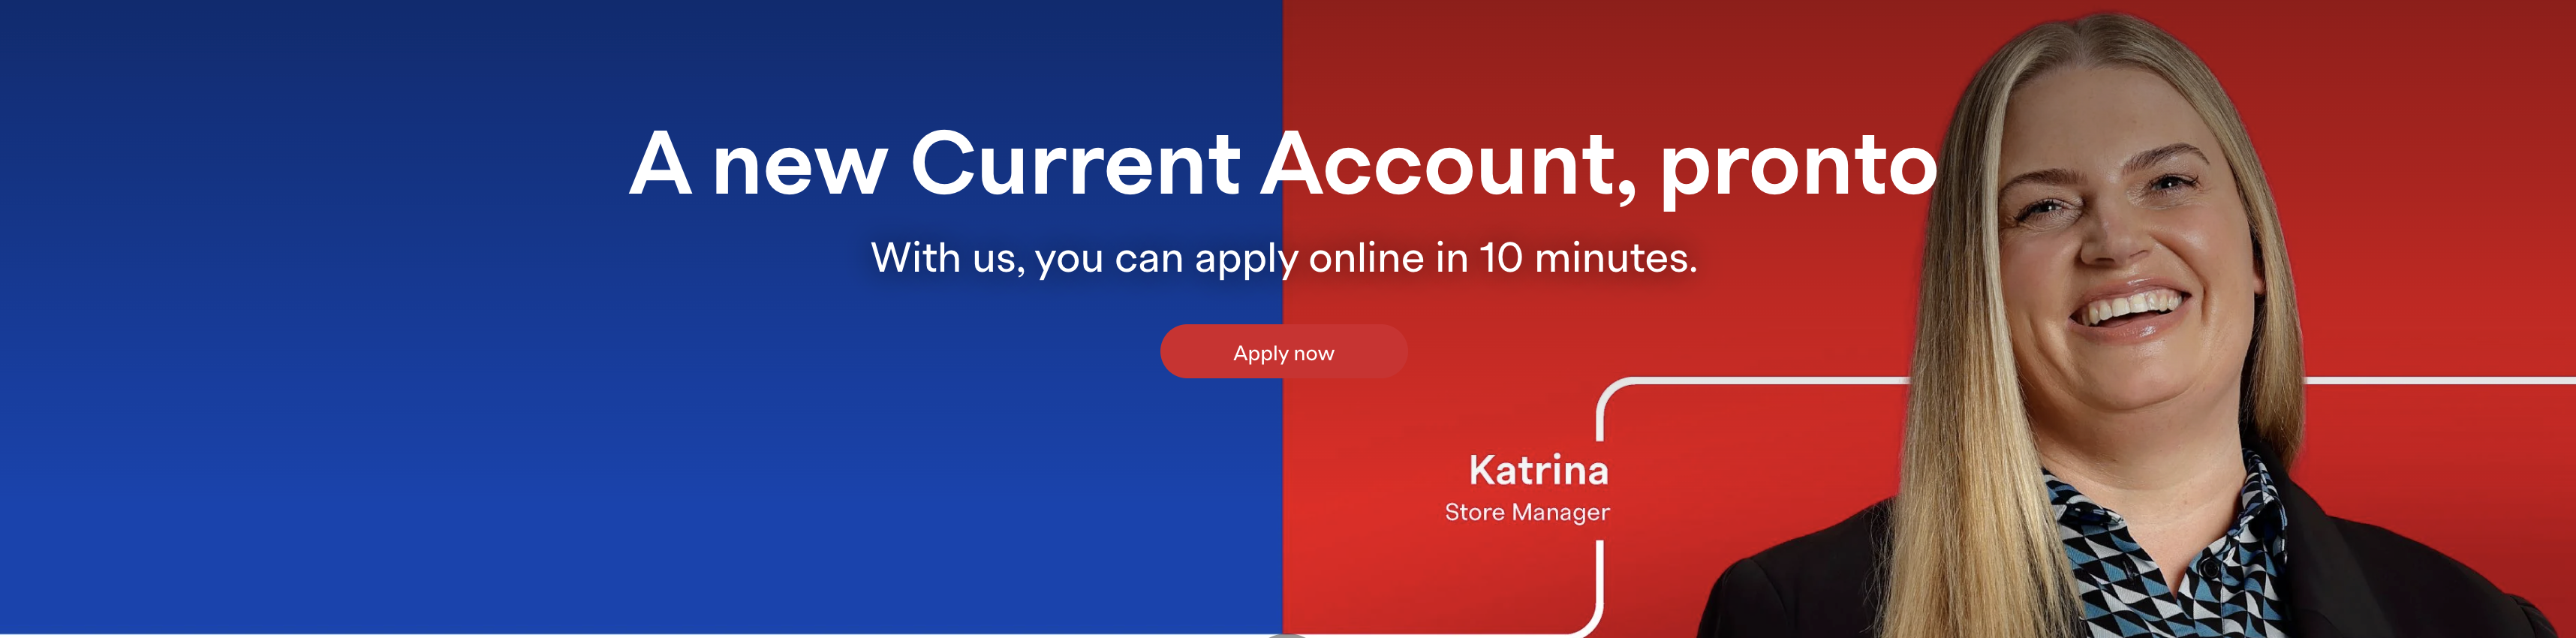 A new Current Account, pronto
With us, you can apply online in 10 minutes.
Apply now
Katrina
Store Manager